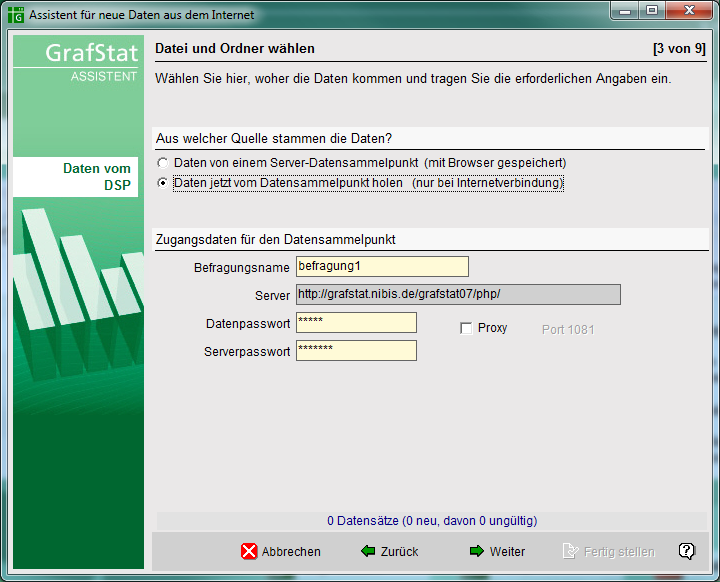 Assistent für neue Daten aus dem Internet
GrafStat
ASSISTENT
Daten vom
DSP
Datei und Ordner wählen [3 von 9]
Wählen Sie hier, woher die Daten kommen und tragen Sie die erforderlichen Angaben ein.
Aus welcher Quelle stammen die Daten?
Daten von einem Server-Datensammelpunkt (mit Browser gespeichert)
Daten jetzt vom Datensammelpunkt holen (nur bei Internetverbindung)
Zugangsdaten für den Datensammelpunkt
Befragungsname befragung1
Server http://grafstat.nibis.de/grafstat07/php/
Datenpasswort ***** Proxy Port 1081
Serverpasswort *******
0 Datensätze (0 neu, davon 0 ungültig)
Abbrechen Zurück Weiter Fertig stellen ?